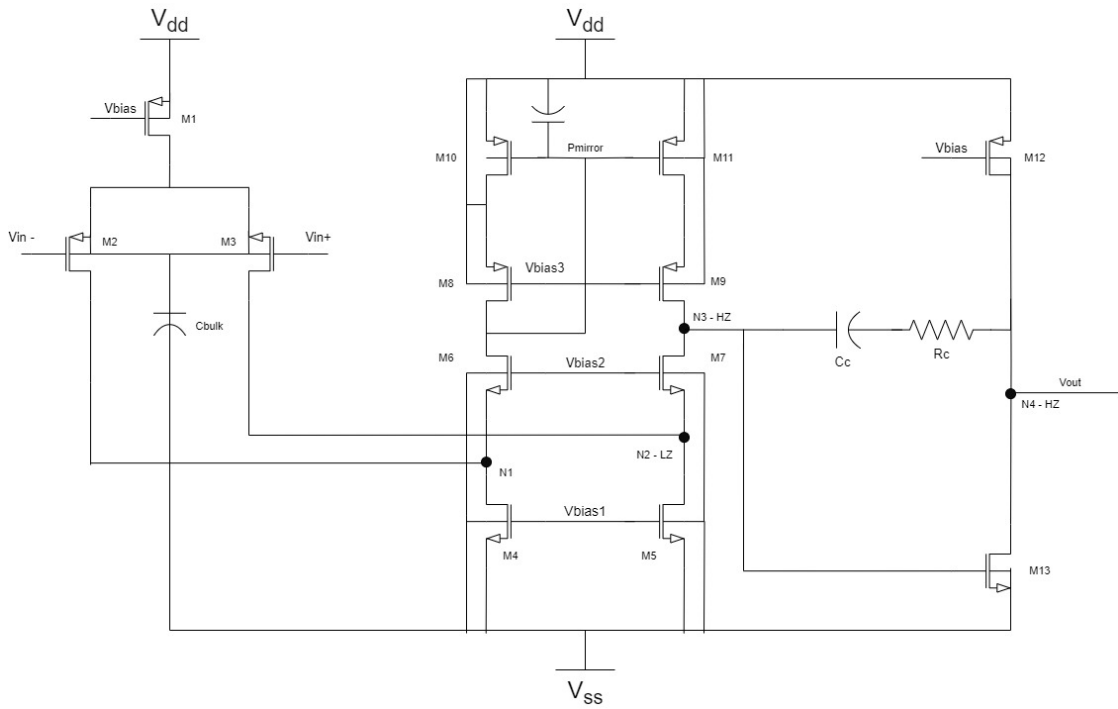 Vdd
Vdd
Vbias
M1
M10
Pmirror
M11
Vbias
M12
Vin -
M2
M3
Vin+
M8
Vbias3
M9
Cbulk
N3 - HZ
M6
Vbias2
M7
Cc
Rc
Vout
N4 - HZ
N1
N2 - LZ
Vbias1
M4
M5
M13
Vss